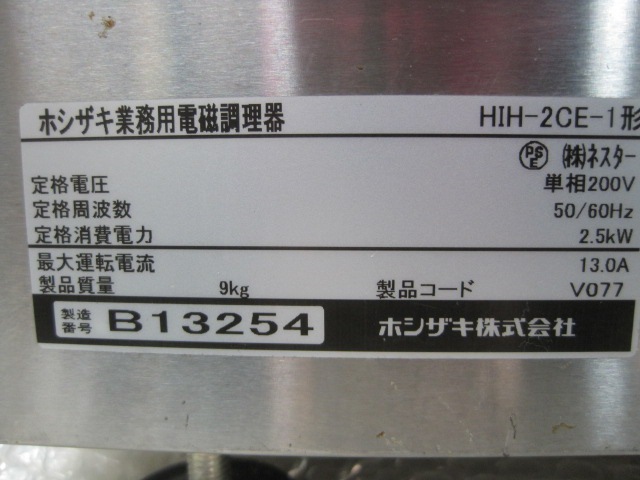 ホシザキ業務用電磁調理器 HIH-2CE-1形
PSE (株)ネスター
定格電圧 単相200V
定格周波数 50/60Hz
定格消費電力 2.5kW
最大運転電流 13.0A
製品質量 9kg 製品コード V077
製造番号 B13254 ホシザキ株式会社